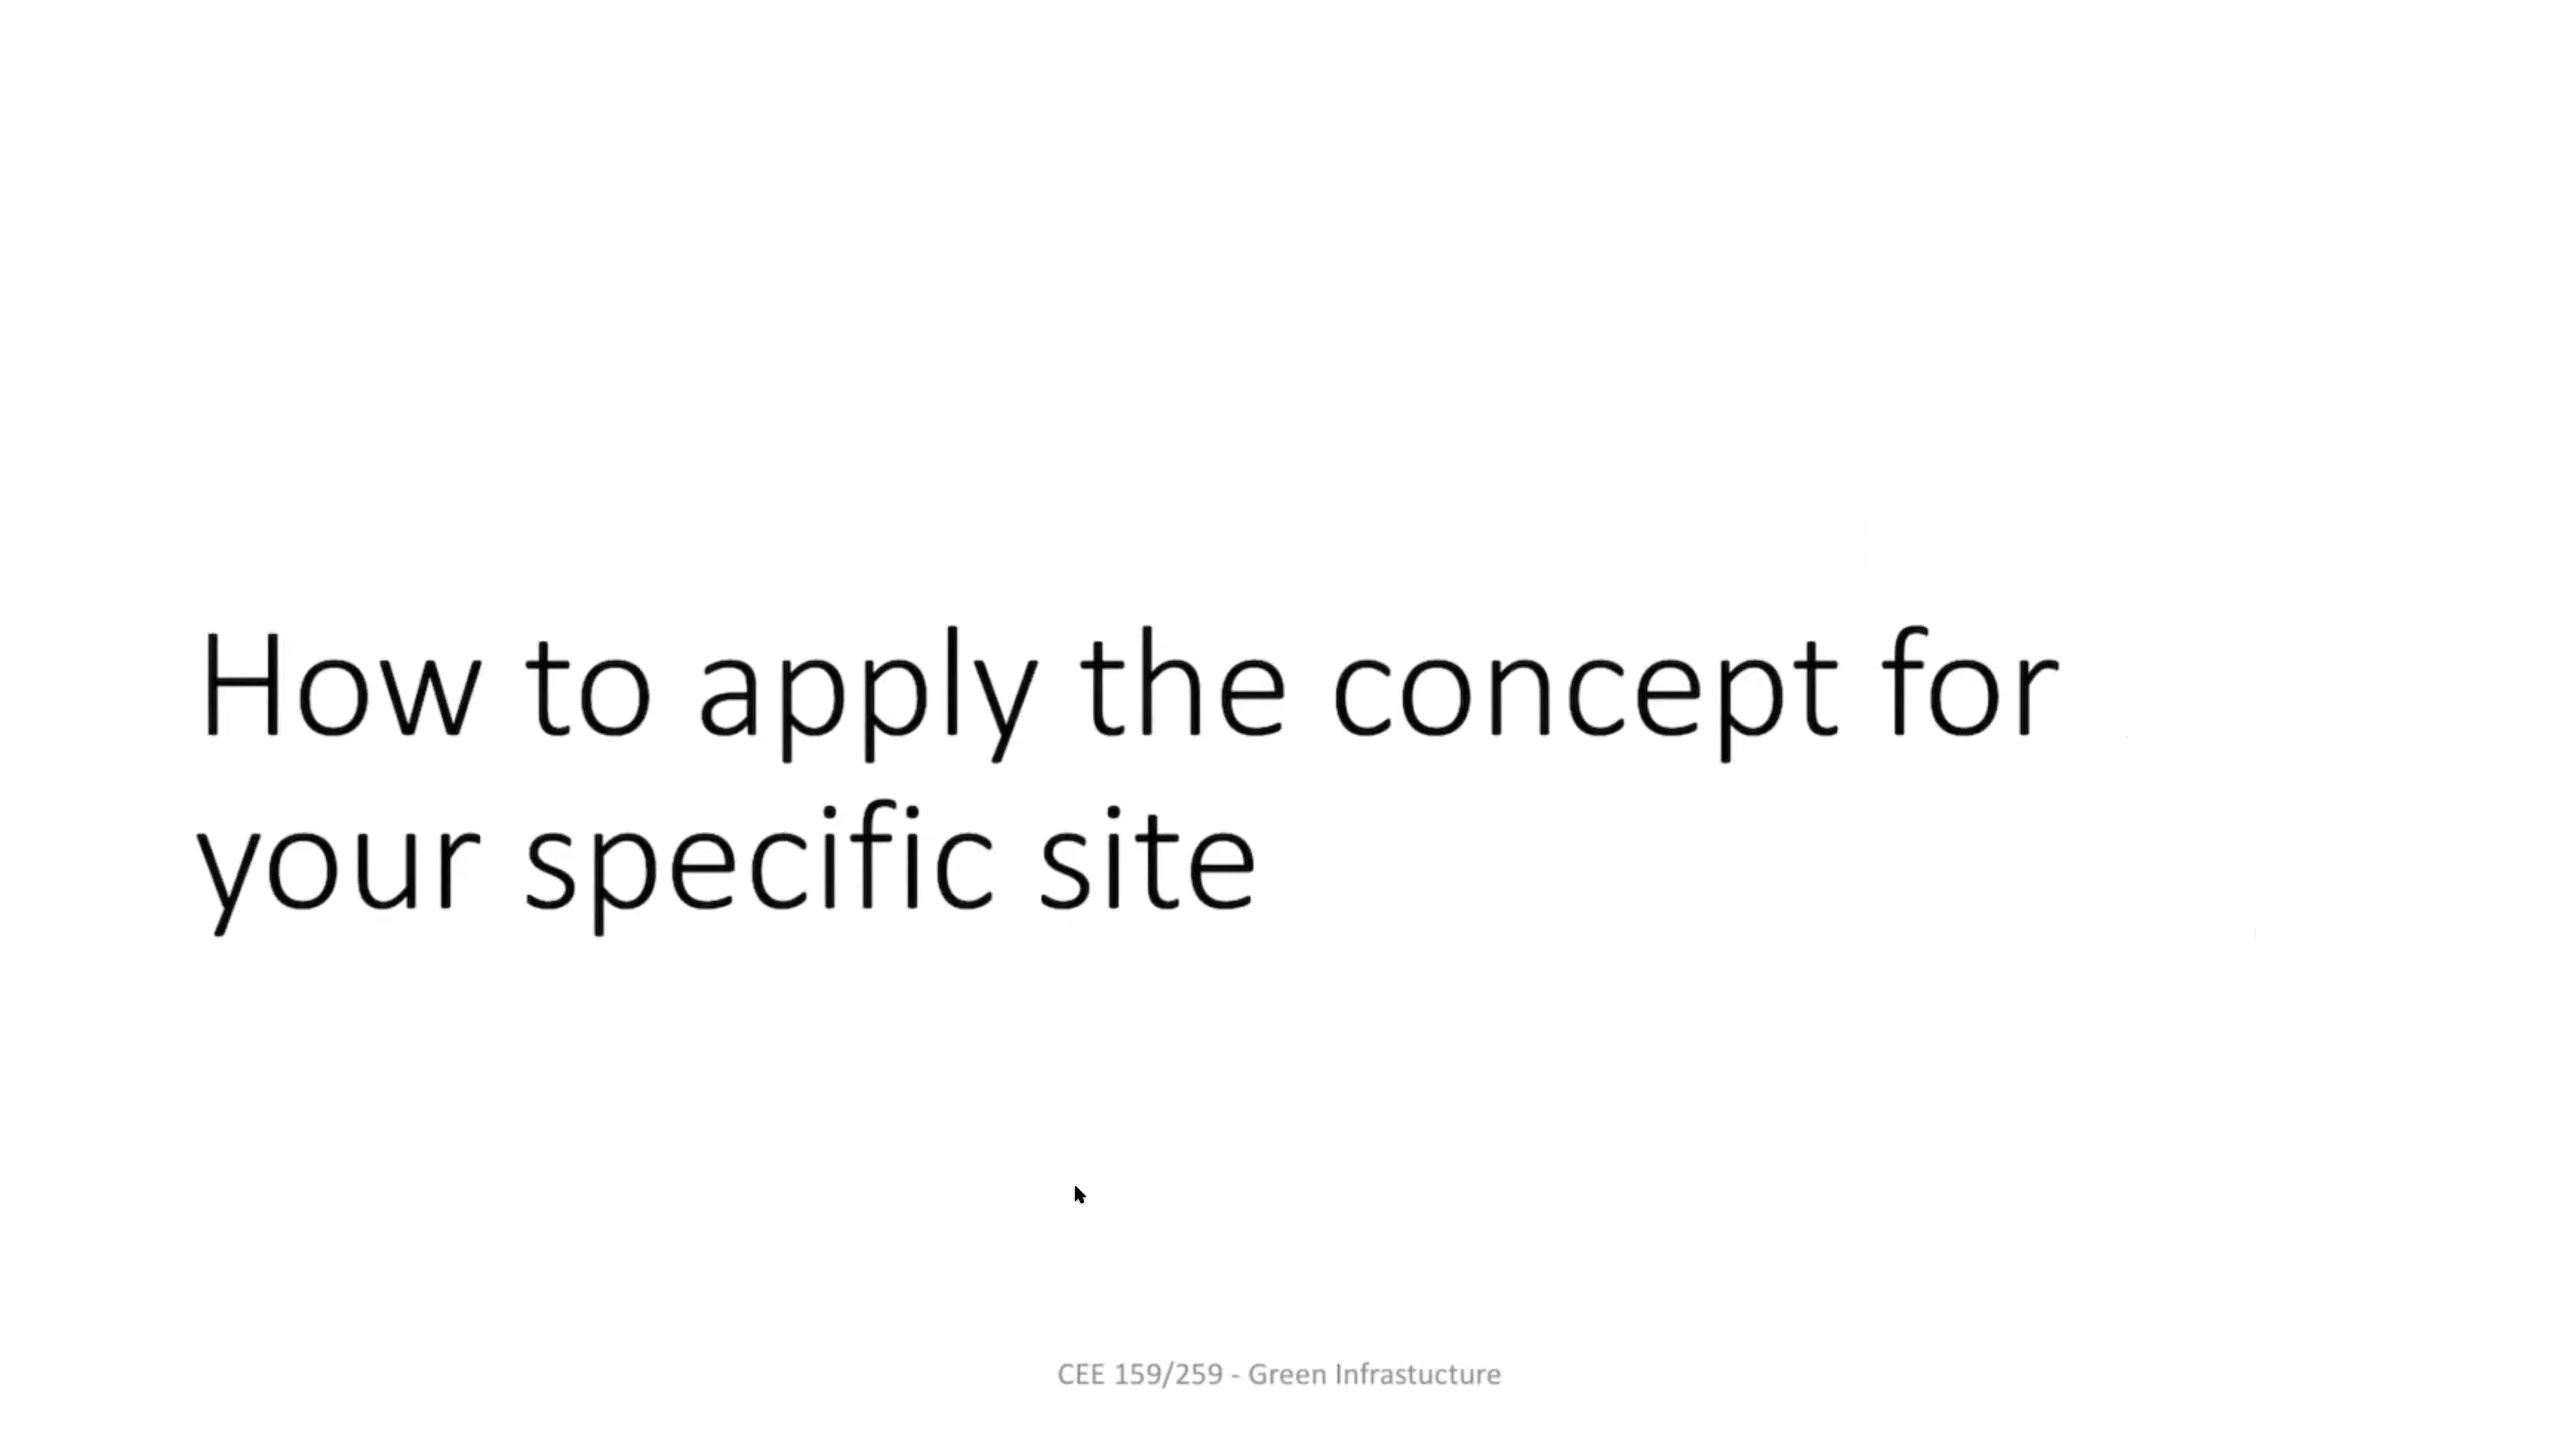 How to apply the concept for
your specific site
CEE 159/259 - Green Infrastucture